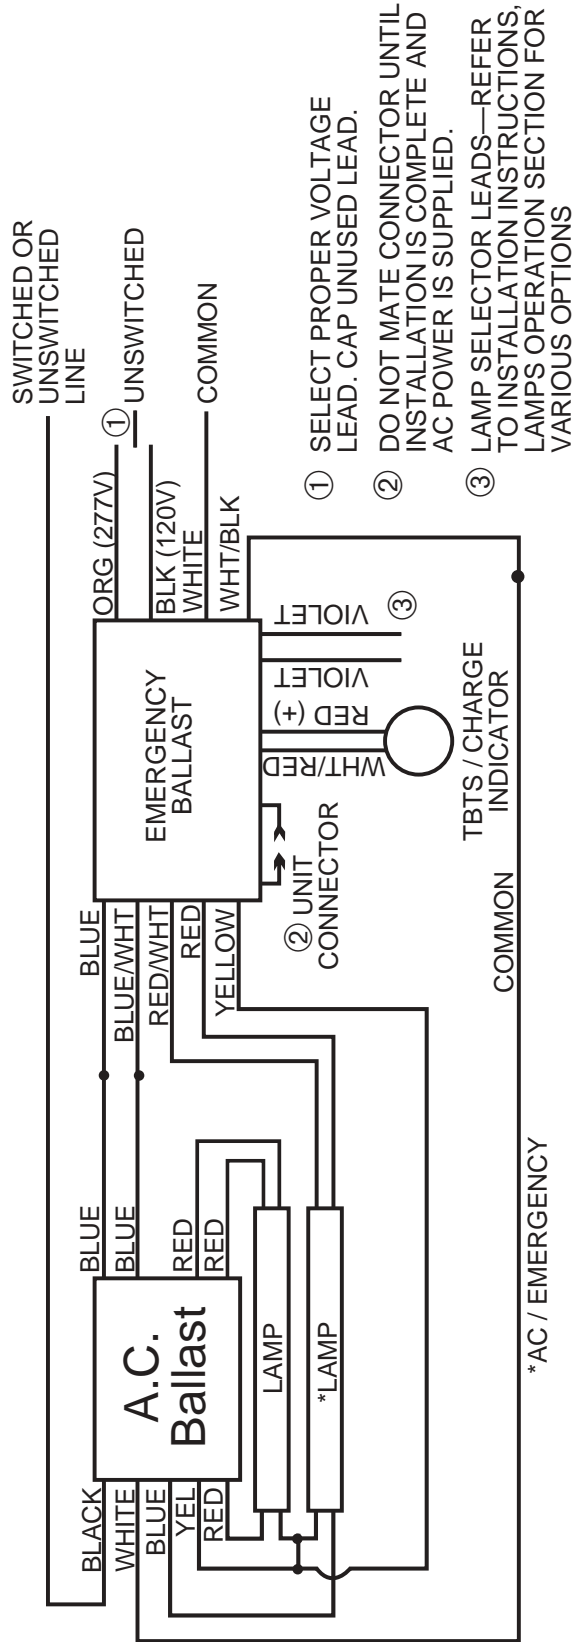 SWITCHED OR
UNSWITCHED
LINE
① UNSWITCHED
COMMON
ORG (277V)
BLK (120V)
WHITE
WHT/BLK
EMERGENCY
BALLAST
BLUE
BLUE/WHT
RED/WHT
RED
YELLOW
VIOLET
VIOLET
③
RED (+)
WHT/RED
② UNIT
CONNECTOR
TBTS / CHARGE
INDICATOR
COMMON
BLUE
BLUE
RED
RED
A.C.
Ballast
BLACK
WHITE
BLUE
YEL
RED
LAMP
*LAMP
*AC / EMERGENCY
① SELECT PROPER VOLTAGE
LEAD. CAP UNUSED LEAD.
② DO NOT MATE CONNECTOR UNTIL
INSTALLATION IS COMPLETE AND
AC POWER IS SUPPLIED.
③ LAMP SELECTOR LEADS—REFER
TO INSTALLATION INSTRUCTIONS,
LAMPS OPERATION SECTION FOR
VARIOUS OPTIONS